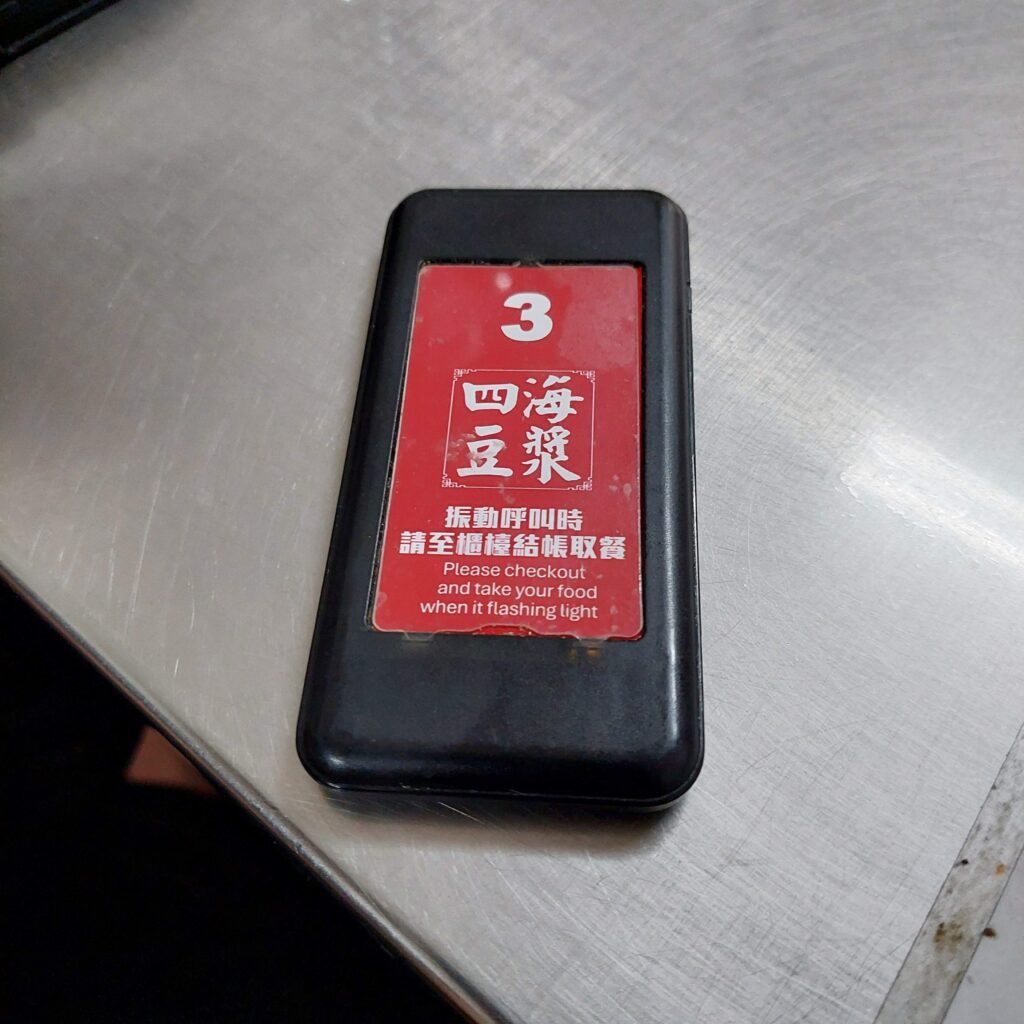 3
四海
豆漿
振動呼叫時
請至櫃檯結帳取餐
Please checkout
and take your food
when it flashing light